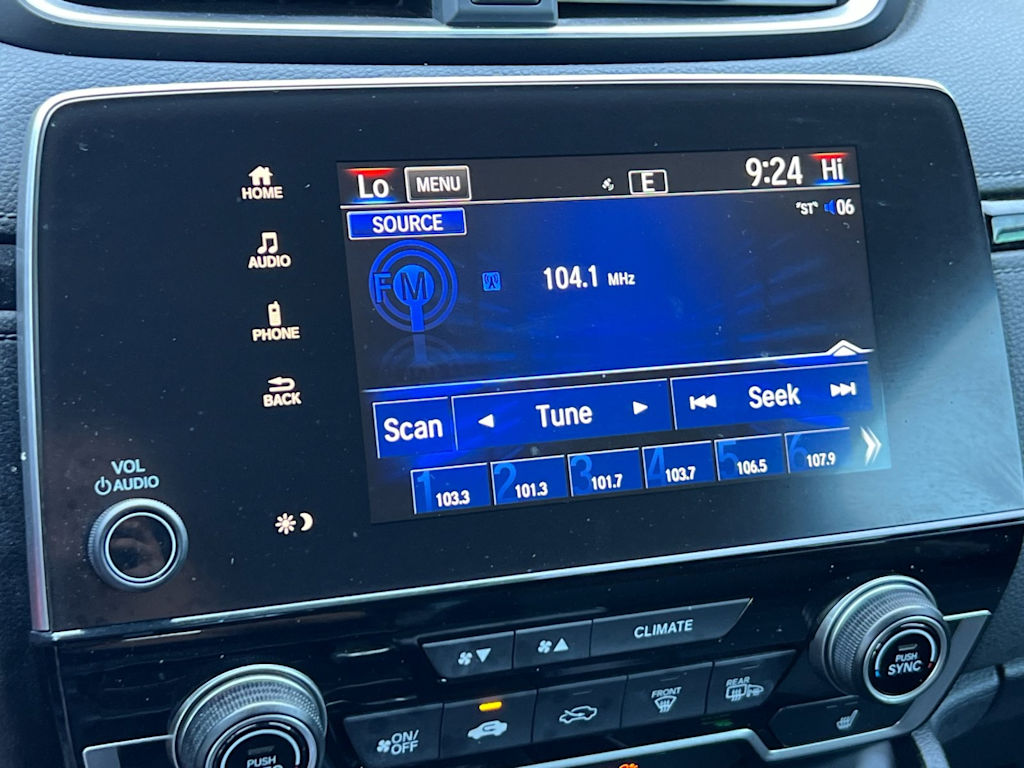 Lo MENU E 9:24 Hi
"ST" 06
SOURCE
FM
104.1 MHz
HOME
AUDIO
PHONE
BACK
Scan Tune Seek
1 103.3 2 101.3 3 101.7 4 103.7 5 106.5 6 107.9
VOL
AUDIO
CLIMATE
ON/
OFF
FRONT
REAR
PUSH
SYNC
PUSH